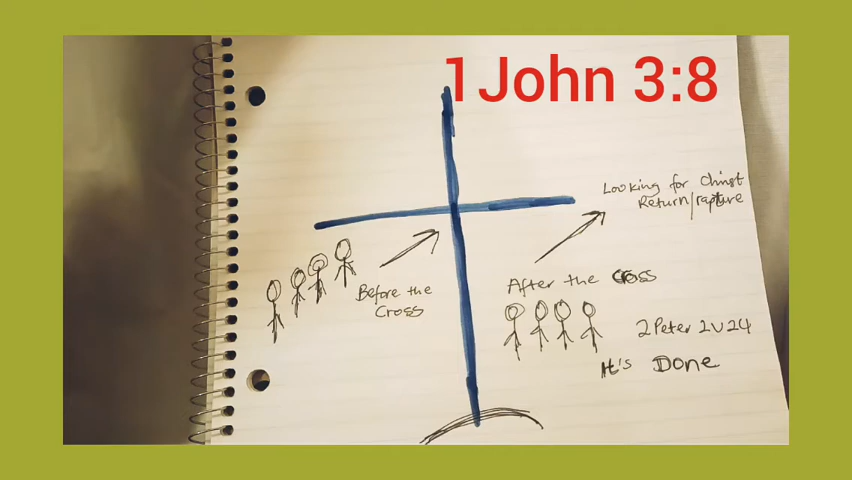 1 John 3:8
Looking for Christ
Return/rapture
Before the
Cross
After the Cross
2 Peter 2v24
It's Done